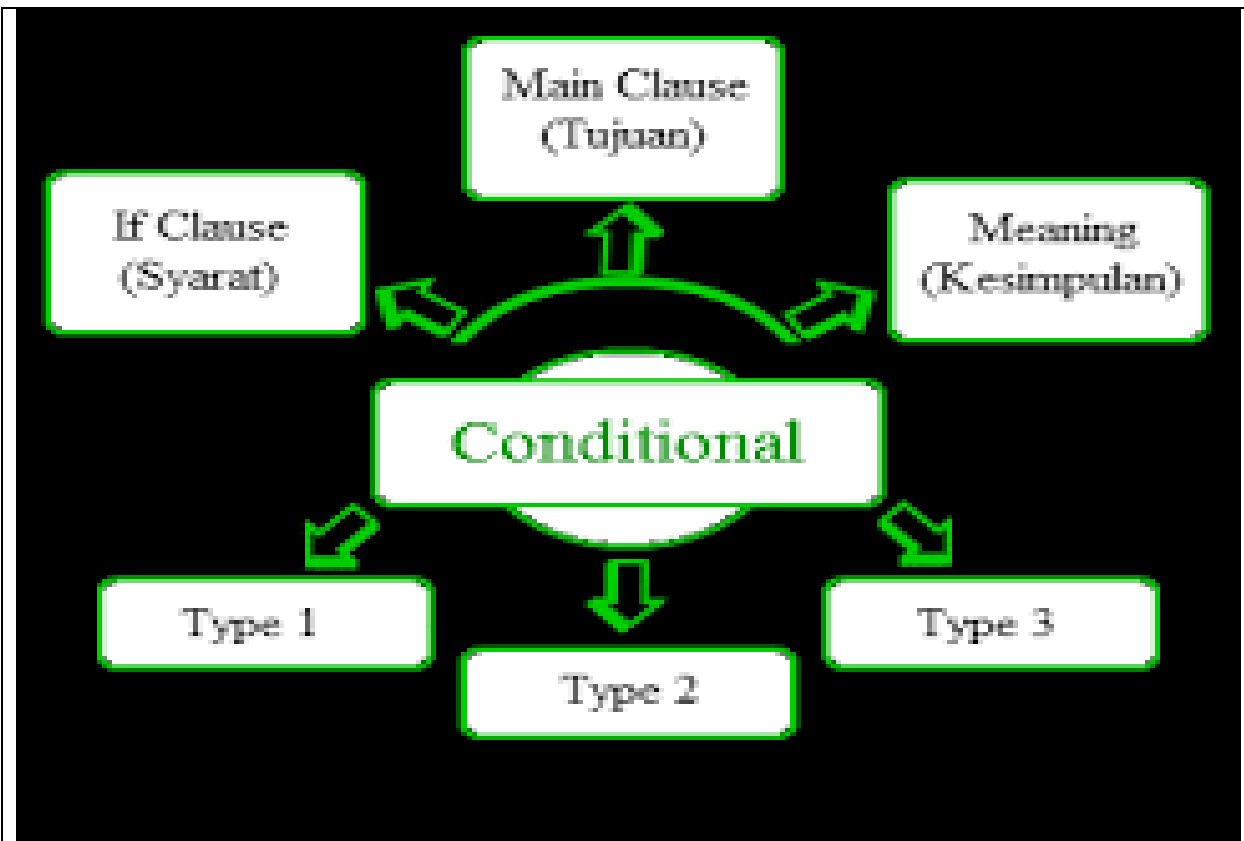 Main Clause
(Tujuan)
If Clause
(Syarat)
Meaning
(Kesimpulan)
Conditional
Type 1
Type 2
Type 3